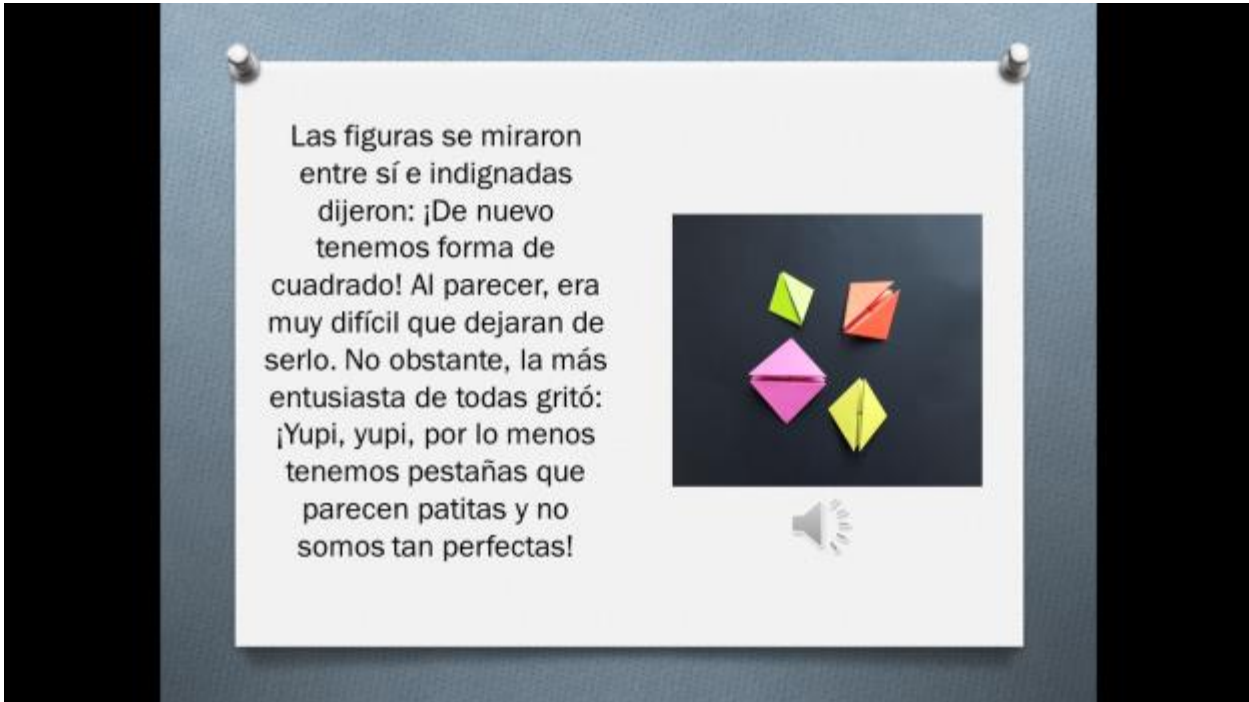 Las figuras se miraron
entre sí e indignadas
dijeron: ¡De nuevo
tenemos forma de
cuadrado! Al parecer, era
muy difícil que dejaran de
serlo. No obstante, la más
entusiasta de todas gritó:
¡Yupi, yupi, por lo menos
tenemos pestañas que
parecen patitas y no
somos tan perfectas!